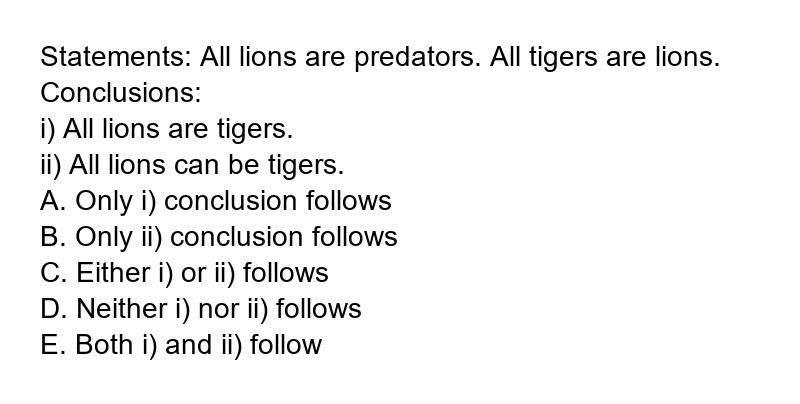 Statements: All lions are predators. All tigers are lions.
Conclusions:
i) All lions are tigers.
ii) All lions can be tigers.
A. Only i) conclusion follows
B. Only ii) conclusion follows
C. Either i) or ii) follows
D. Neither i) nor ii) follows
E. Both i) and ii) follow